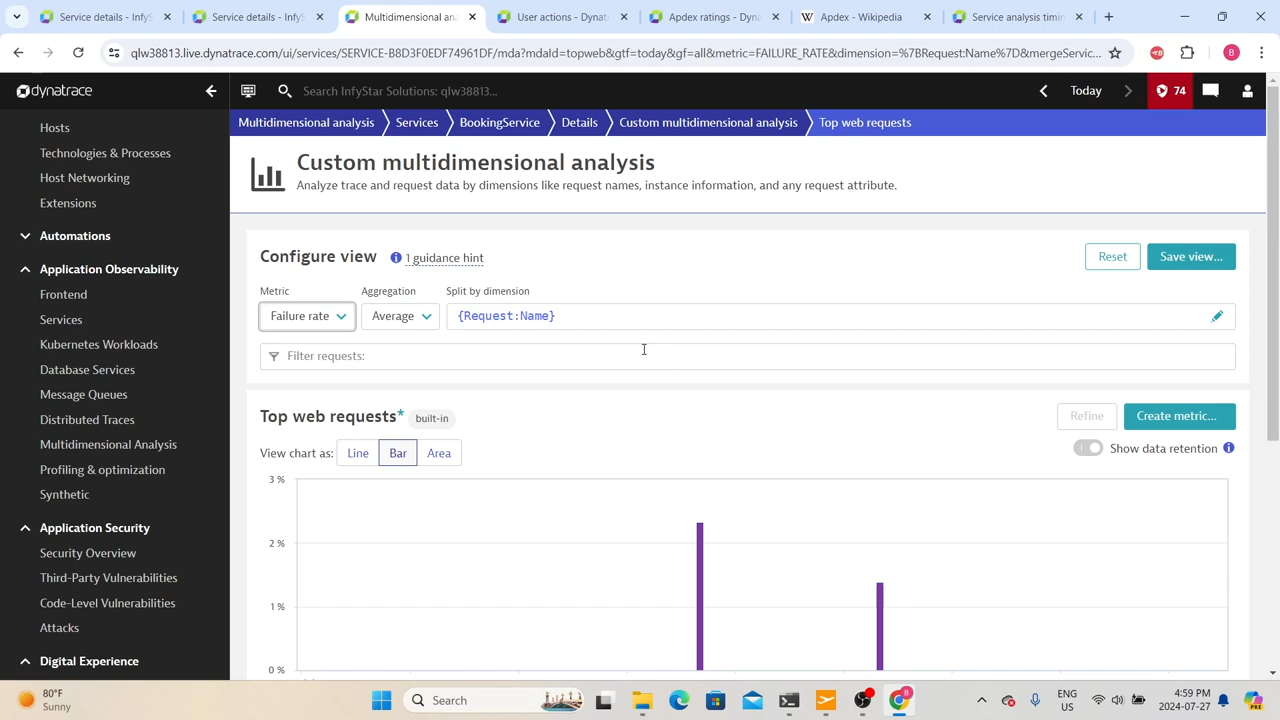 Service details - InfyS
Service details - InfyS
Multidimensional ana
User actions - Dynatr
Apdex ratings - Dyna
Apdex - Wikipedia
Service analysis timin
qlw38813.live.dynatrace.com/ui/services/SERVICE-B8D3F0EDF74961DF/mda?mdaId=topweb&gtf=today&gf=all&metric=FAILURE_RATE&dimension=%7BRequest:Name%7D&mergeServic...
B
dynatrace
Search InfyStar Solutions: qlw38813...
Today
74
Hosts
Technologies & Processes
Host Networking
Extensions
Automations
Application Observability
Frontend
Services
Kubernetes Workloads
Database Services
Message Queues
Distributed Traces
Multidimensional Analysis
Profiling & optimization
Synthetic
Application Security
Security Overview
Third-Party Vulnerabilities
Code-Level Vulnerabilities
Attacks
Digital Experience
Multidimensional analysis
Services
BookingService
Details
Custom multidimensional analysis
Top web requests
Custom multidimensional analysis
Analyze trace and request data by dimensions like request names, instance information, and any request attribute.
Configure view
1 guidance hint
Reset
Save view...
Metric
Aggregation
Split by dimension
Failure rate
Average
{Request:Name}
Filter requests:
Top web requests*
built-in
Refine
Create metric...
View chart as:
Line
Bar
Area
Show data retention
3 %
2 %
1 %
0 %
80°F
Sunny
Search
ENG
CMS
4:59 PM
2024-07-27